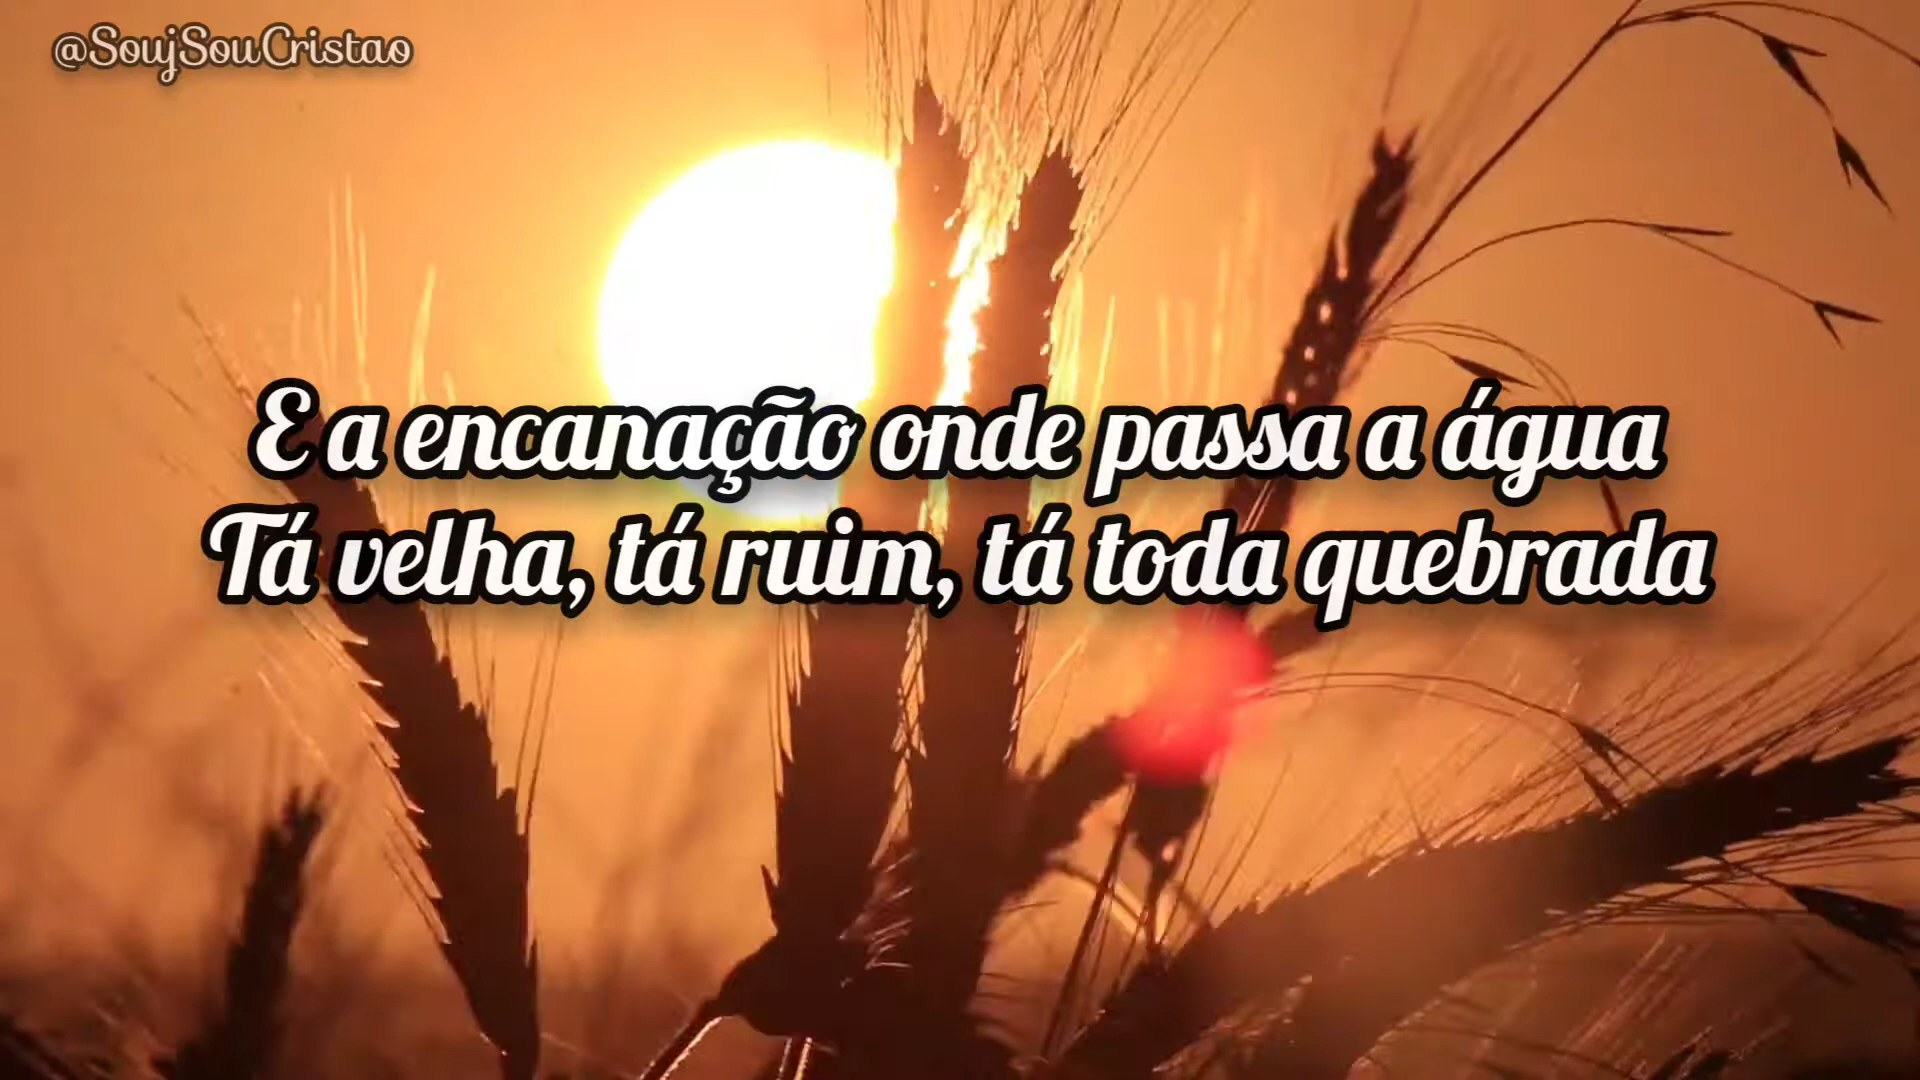 @SoujSouCristao
E a encanação onde passa a água
Tá velha, tá ruim, tá toda quebrada